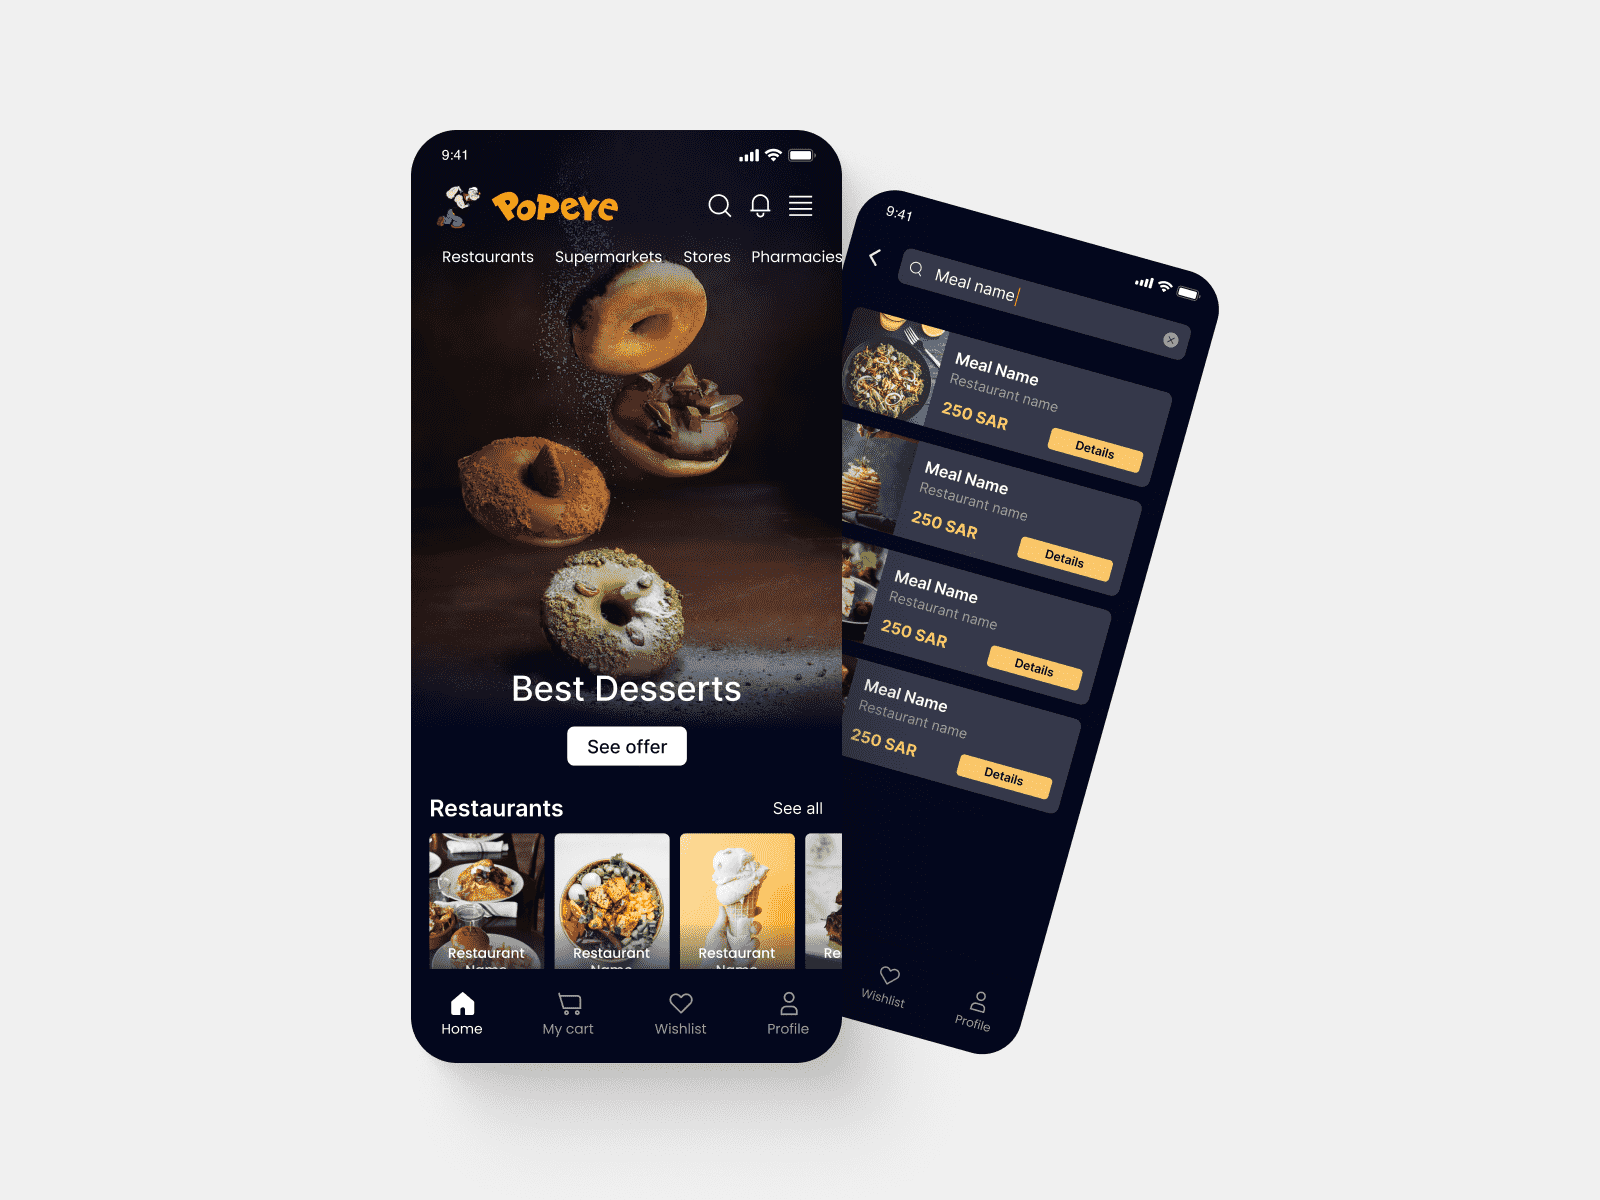 9:41
POPEYE
Restaurants Supermarkets Stores Pharmacies
Best Desserts
See offer
Restaurants See all
Restaurant Restaurant Restaurant Re
Name Name Name
Home My cart Wishlist Profile
9:41
Meal name
Meal Name
Restaurant name
250 SAR
Details
Meal Name
Restaurant name
250 SAR
Details
Meal Name
Restaurant name
250 SAR
Details
Meal Name
Restaurant name
250 SAR
Details
Wishlist Profile